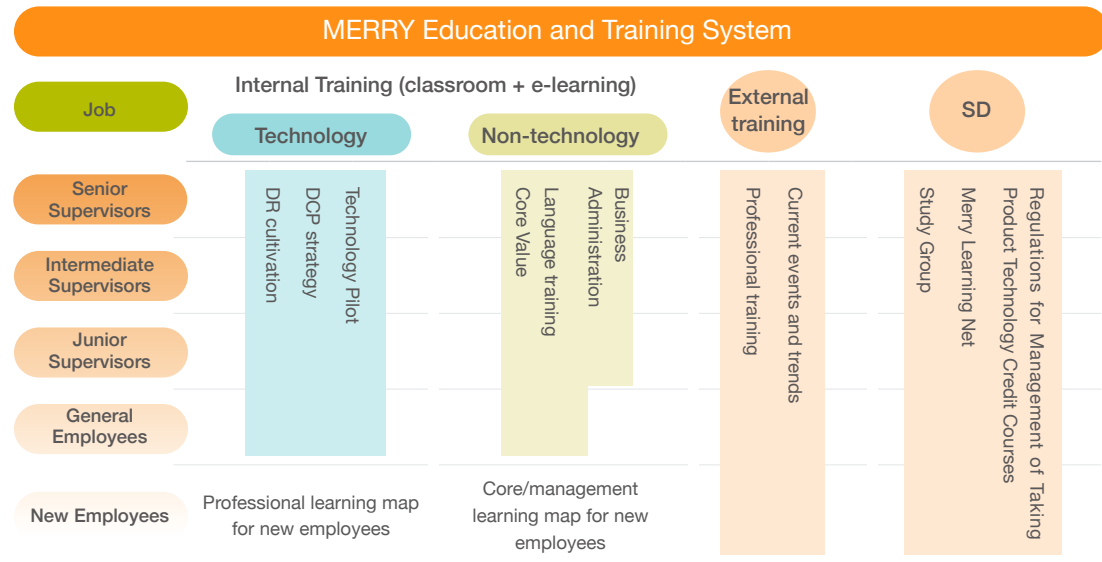 MERRY Education and Training System
Job
Internal Training (classroom + e-learning)
Technology
Non-technology
External
training
SD
Senior
Supervisors
Intermediate
Supervisors
Junior
Supervisors
General
Employees
New Employees
Technology Pilot
DCP strategy
DR cultivation
Business
Administration
Language training
Core Value
Current events and trends
Professional training
Regulations for Management of Taking
Product Technology Credit Courses
Merry Learning Net
Study Group
Professional learning map
for new employees
Core/management
learning map for new
employees